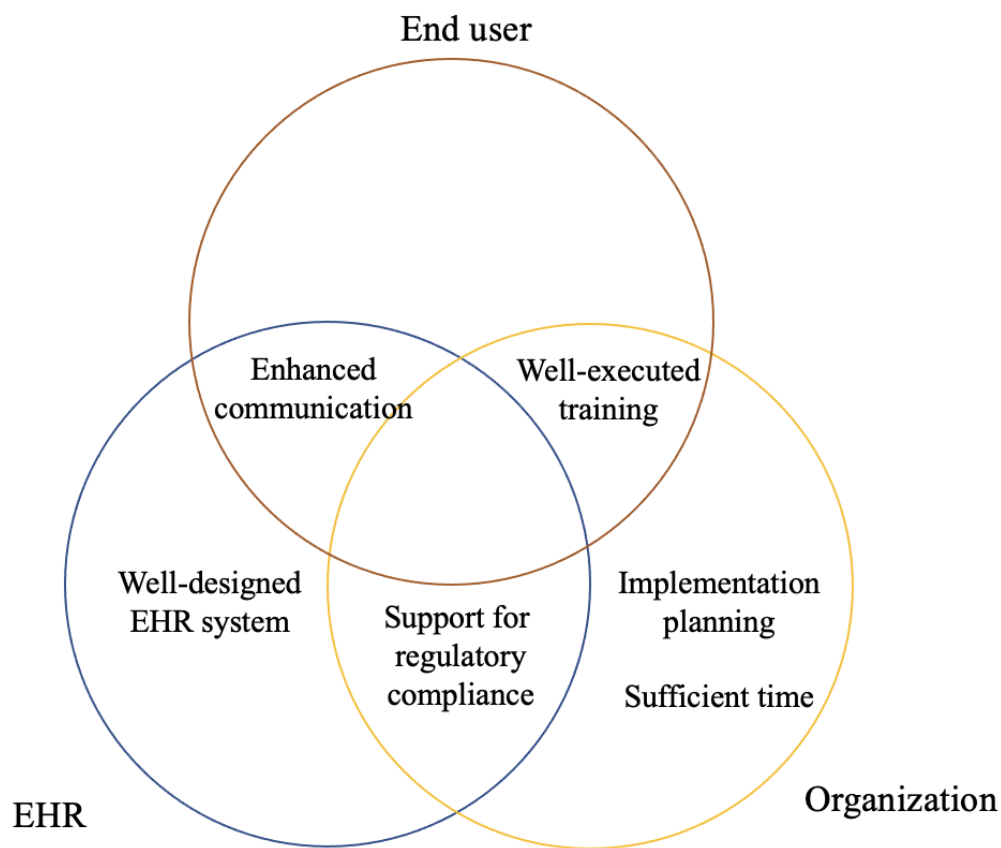 End user
Enhanced
communication
Well-executed
training
Well-designed
EHR system
Support for
regulatory
compliance
Implementation
planning
Sufficient time
EHR
Organization